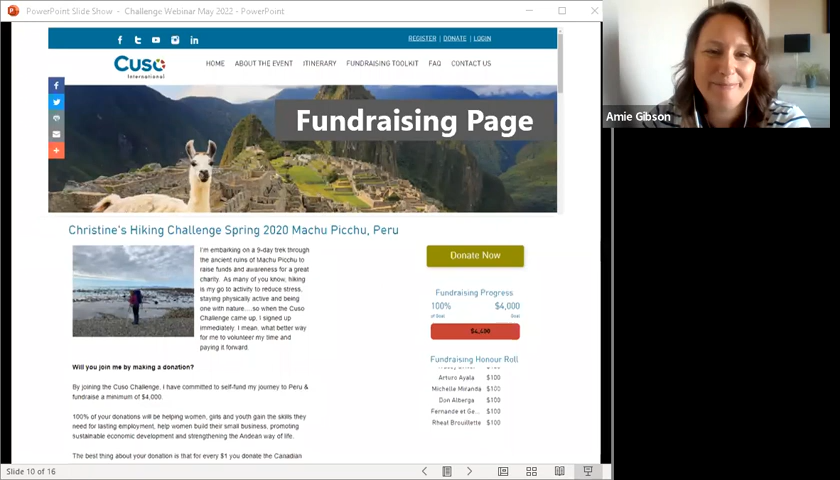 PowerPoint Slide Show - Challenge Webinar May 2022 - PowerPoint
REGISTER | DONATE | LOGIN
Cuso
International
HOME ABOUT THE EVENT ITINERARY FUNDRAISING TOOLKIT FAQ CONTACT US
Fundraising Page
Amie Gibson
Christine's Hiking Challenge Spring 2020 Machu Picchu, Peru
I'm embarking on a 9-day trek through
the ancient ruins of Machu Picchu to
raise funds and awareness for a great
charity. As many of you know, hiking
is my go to activity to reduce stress,
staying physically active and being
one with nature... so when the Cuso
Challenge came up, I signed up
immediately. I mean, what better way
for me to volunteer my time and
paying it forward.
Will you join me by making a donation?
By joining the Cuso Challenge, I have committed to self-fund my journey to Peru &
fundraise a minimum of $4,000.
100% of your donations will be helping women, girls and youth gain the skills they
need for lasting employment, help women build their small business, promoting
sustainable economic development and strengthening the Andean way of life.
The best thing about your donation is that for every $1 you donate the Canadian
Donate Now
Fundraising Progress
100% $4,000
of Goal Goal
Fundraising Honour Roll
Arturo Ayala $100
Michelle Miranda $100
Don Alberga $100
Fernande et Ge... $100
Rheat Brouillette $100
Slide 10 of 16